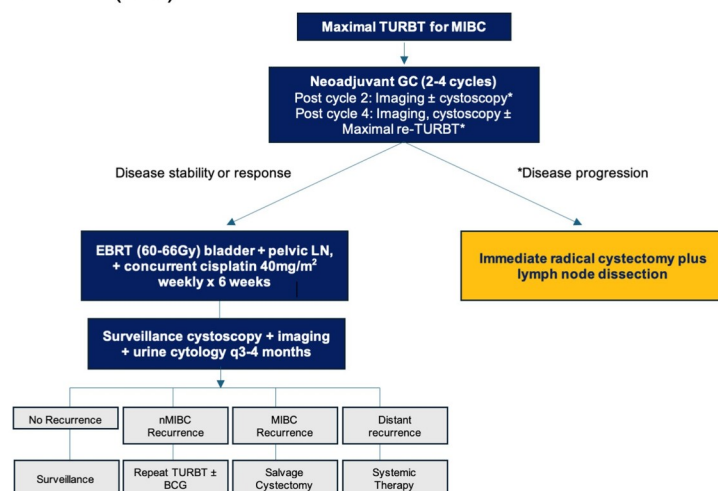 Maximal TURBT for MIBC
Neoadjuvant GC (2-4 cycles)
Post cycle 2: Imaging ± cystoscopy*
Post cycle 4: Imaging, cystoscopy ±
Maximal re-TURBT*
Disease stability or response
*Disease progression
EBRT (60-66Gy) bladder + pelvic LN,
+ concurrent cisplatin 40mg/m²
weekly x 6 weeks
Immediate radical cystectomy plus
lymph node dissection
Surveillance cystoscopy + imaging
+ urine cytology q3-4 months
No Recurrence
nMIBC
Recurrence
MIBC
Recurrence
Distant
recurrence
Surveillance
Repeat TURBT ±
BCG
Salvage
Cystectomy
Systemic
Therapy